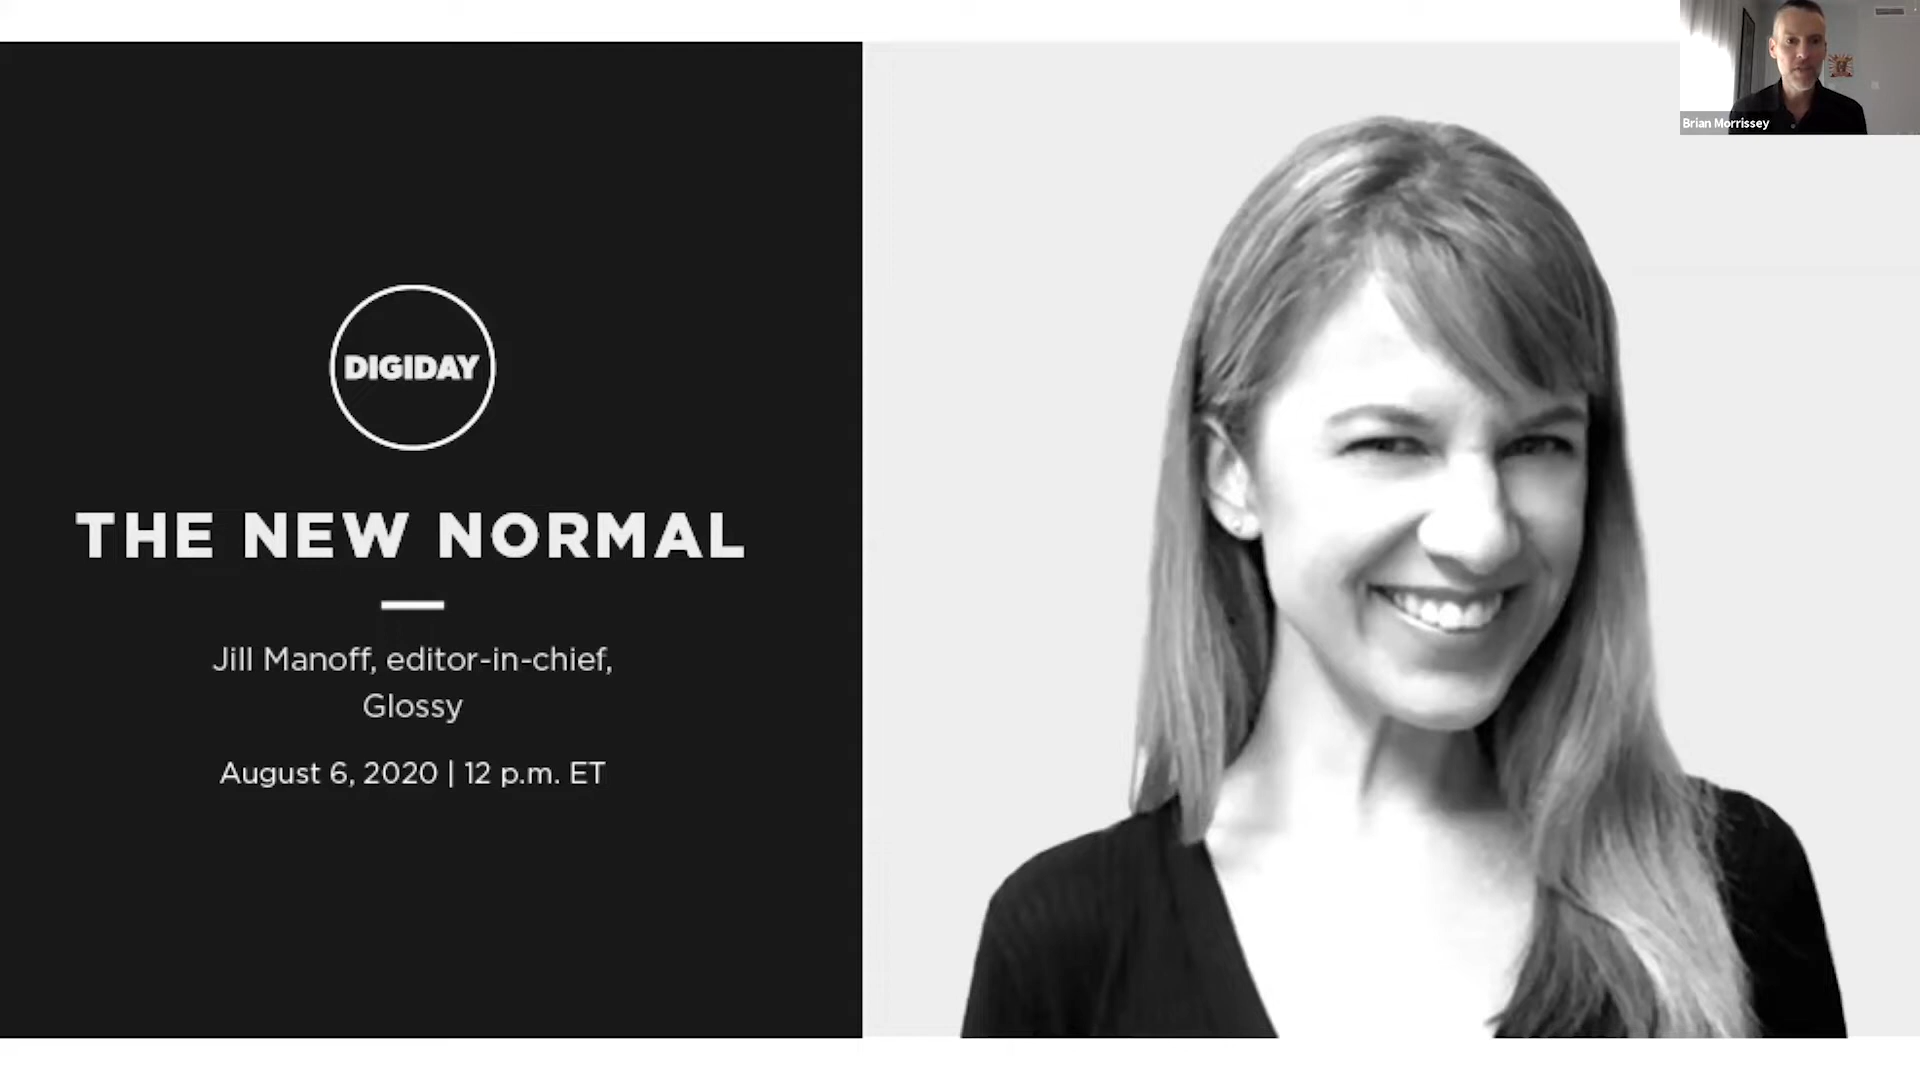 Brian Morrissey
DIGIDAY
THE NEW NORMAL
Jill Manoff, editor-in-chief,
Glossy
August 6, 2020 | 12 p.m. ET